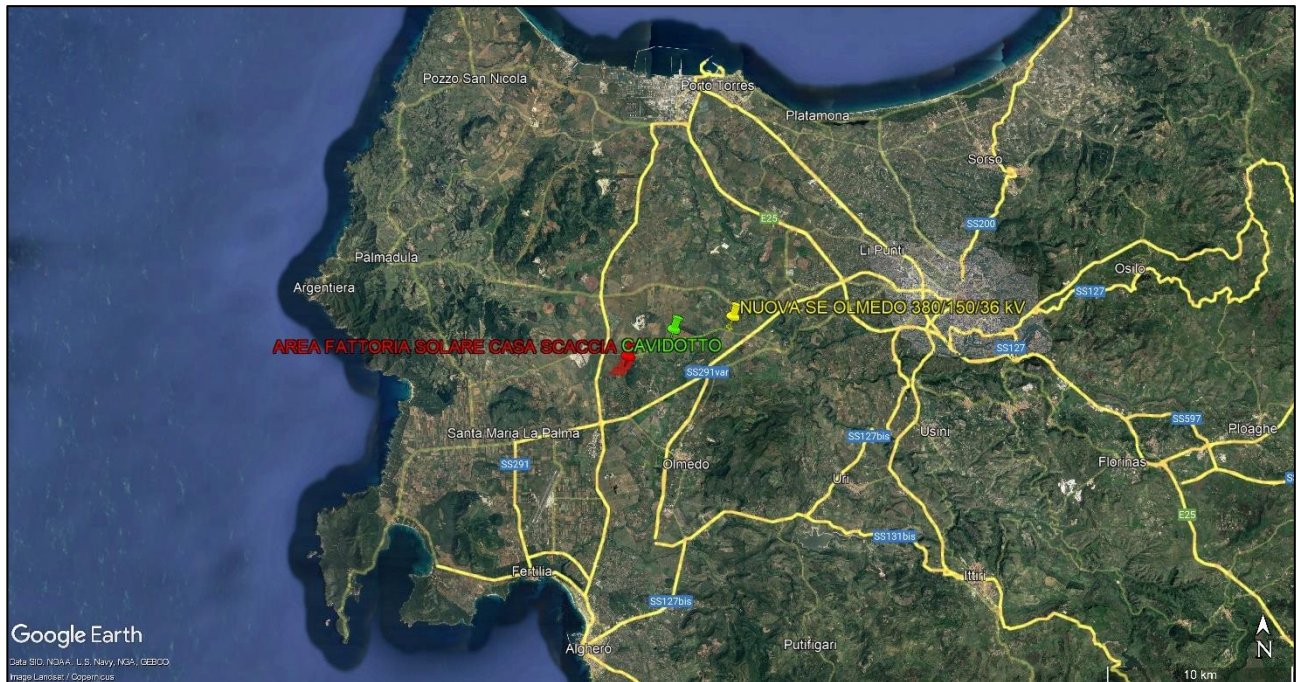 Pozzo San Nicola
Porto Torres
Platamona
Sorso
E25
SS200
Li Punti
Palmadula
Osilo
Argentiera
SS127
NUOVA SE OLMEDO 380/150/36 kV
AREA FATTORIA SOLARE CASA SCACCIA CAVIDOTTO
SS127
SS291var
SS597
Santa Maria La Palma
SS127bis
Usini
Ploaghe
SS291
Olmedo
Uri
Florinas
E25
SS131bis
Fertilia
Ittiri
SS127bis
Google Earth
Alghero
Putifigari
N
Data SIO, NOAA, U.S. Navy, NGA, GEBCO
Image Landsat / Copernicus
10 km